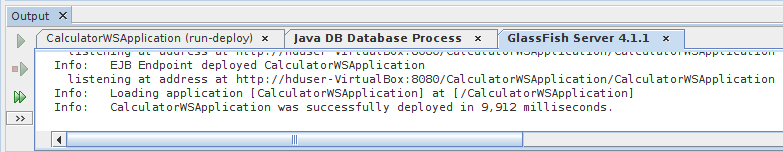 Output ×
CalculatorWSApplication (run-deploy) × Java DB Database Process × GlassFish Server 4.1.1 ×
listening at address at http://hduser-VirtualBox:8080/CalculatorWSApplication/CalculatorWSApplication
Info: EJB Endpoint deployed CalculatorWSApplication
listening at address at http://hduser-VirtualBox:8080/CalculatorWSApplication/CalculatorWSApplication
Info: Loading application [CalculatorWSApplication] at [/CalculatorWSApplication]
Info: CalculatorWSApplication was successfully deployed in 9,912 milliseconds.
>>